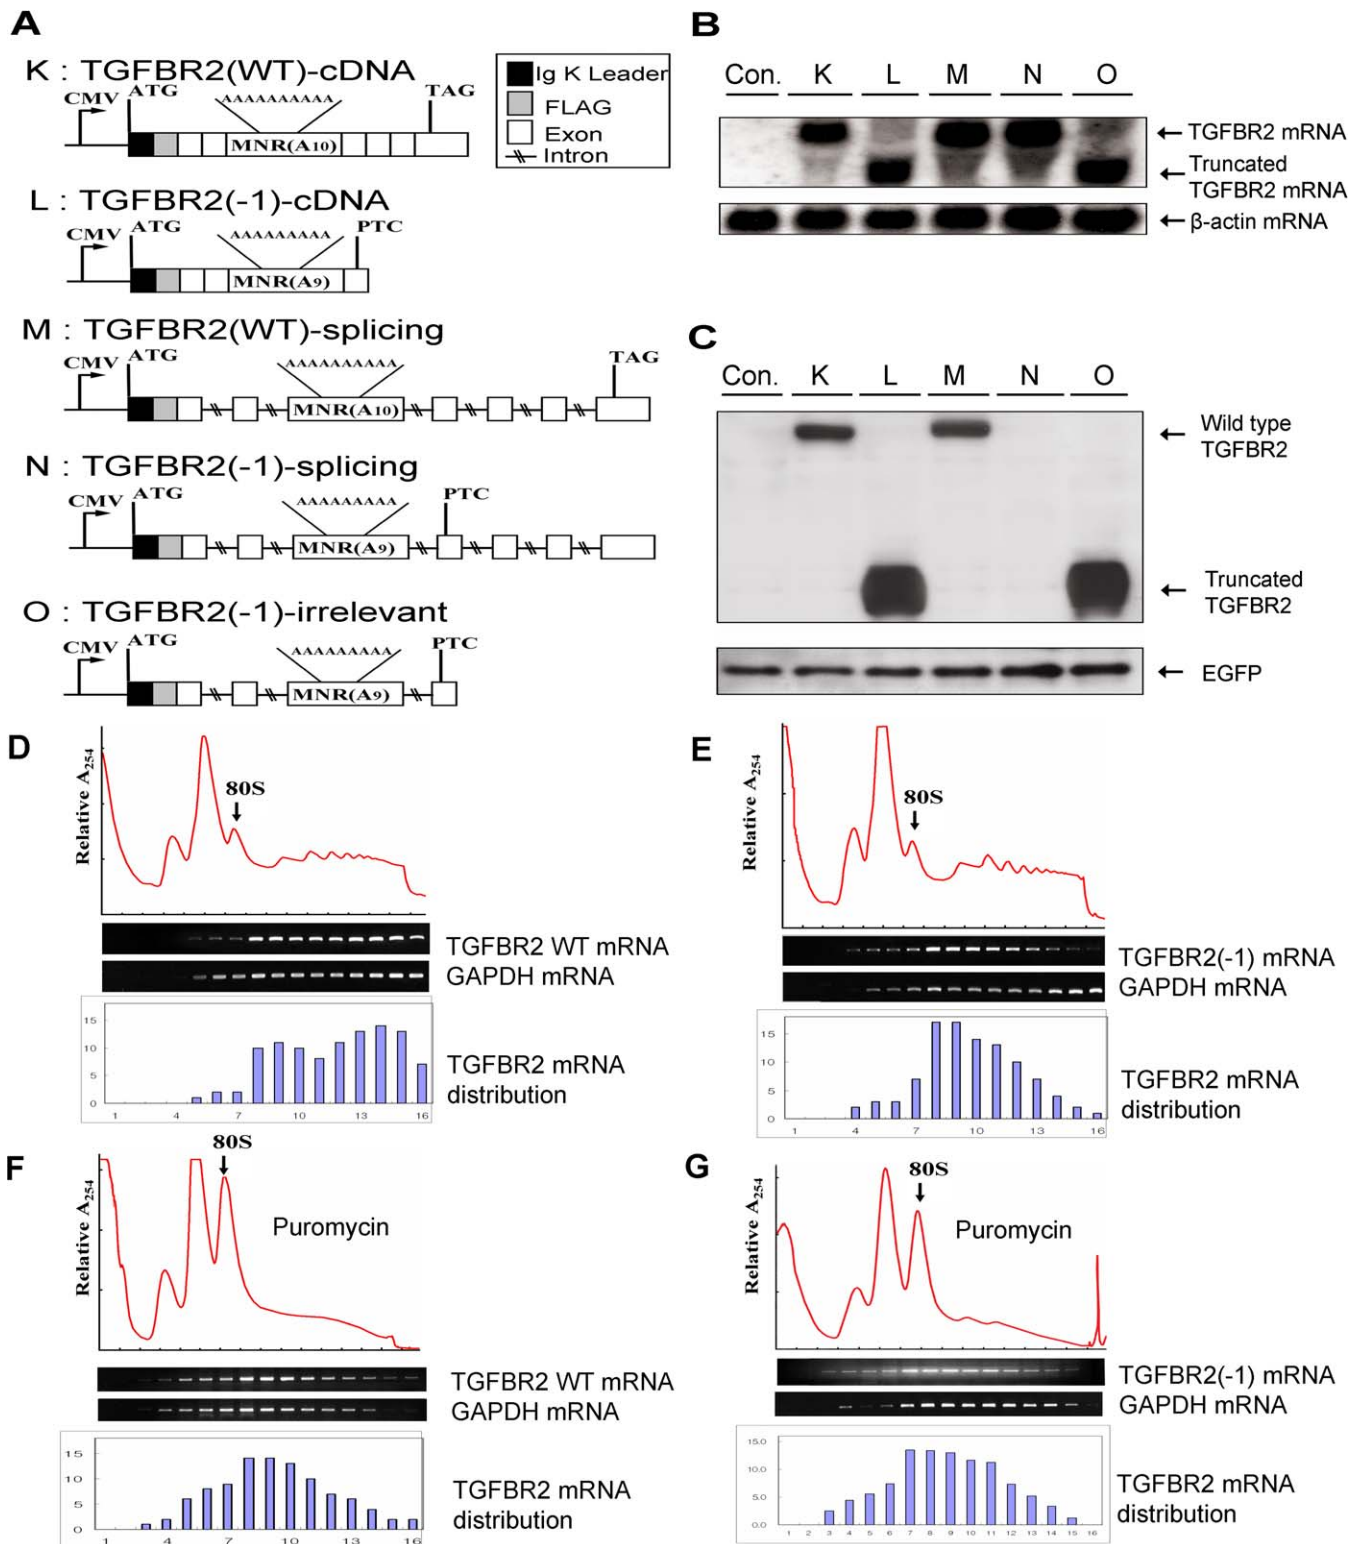 A
K : TGFBR2(WT)-cDNA
CMV
ATG
AAAAAAAAAA
TAG
MNR(A10)
Ig K Leader
FLAG
Exon
Intron
L : TGFBR2(-1)-cDNA
CMV
ATG
AAAAAAAAA
PTC
MNR(A9)
M : TGFBR2(WT)-splicing
CMV
ATG
AAAAAAAAAA
TAG
MNR(A10)
N : TGFBR2(-1)-splicing
CMV
ATG
AAAAAAAAA
PTC
MNR(A9)
O : TGFBR2(-1)-irrelevant
CMV
ATG
AAAAAAAAA
PTC
MNR(A9)
B
Con. K L M N O
TGFBR2 mRNA
Truncated
TGFBR2 mRNA
β-actin mRNA
C
Con. K L M N O
Wild type
TGFBR2
Truncated
TGFBR2
EGFP
D
Relative A254
80S
TGFBR2 WT mRNA
GAPDH mRNA
15
10
5
0
1 4 7 10 13 16
TGFBR2 mRNA
distribution
E
Relative A254
80S
TGFBR2(-1) mRNA
GAPDH mRNA
15
10
5
0
1 4 7 10 13 16
TGFBR2 mRNA
distribution
F
Relative A254
80S
Puromycin
TGFBR2 WT mRNA
GAPDH mRNA
15
10
5
0
1 4 7 10 13 16
TGFBR2 mRNA
distribution
G
Relative A254
80S
Puromycin
TGFBR2(-1) mRNA
GAPDH mRNA
15.0
10.0
5.0
0.0
1 2 3 4 5 6 7 8 9 10 11 12 13 14 15 16
TGFBR2 mRNA
distribution